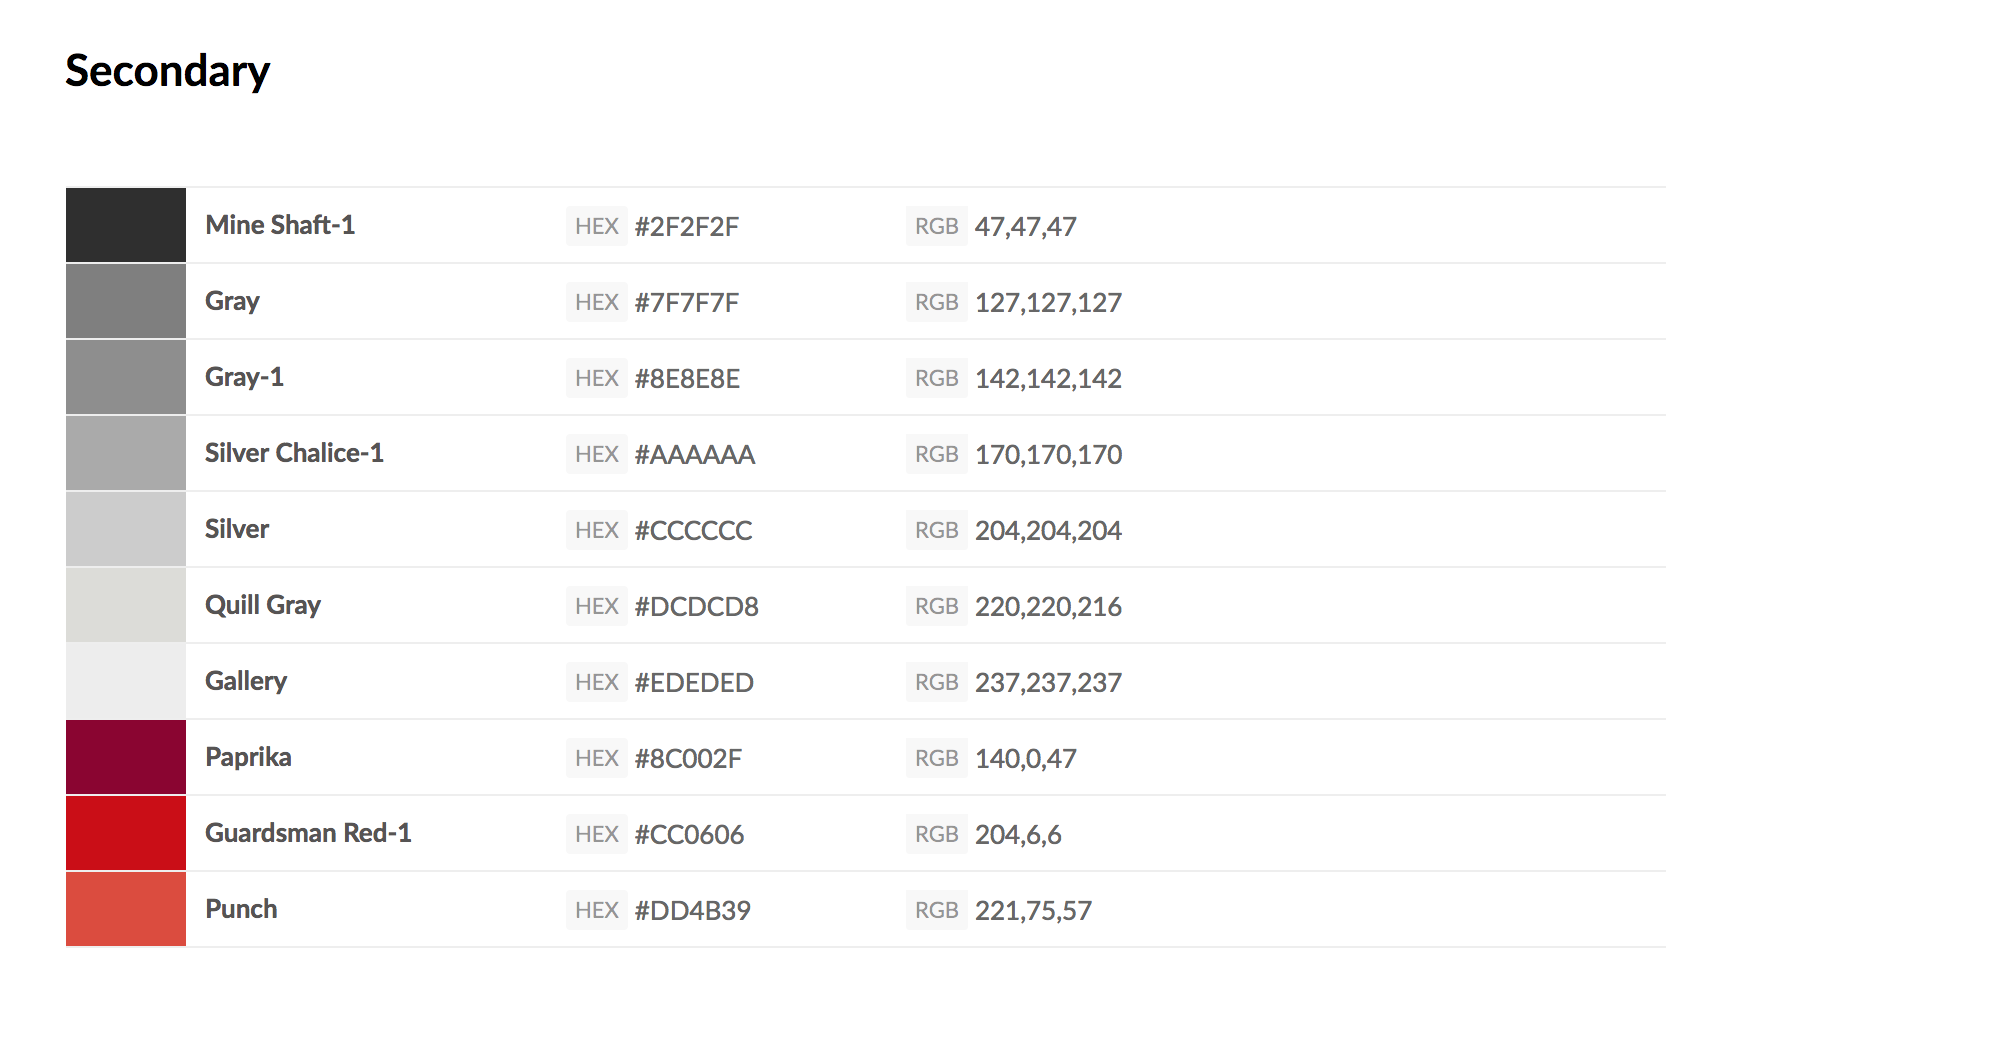 Secondary
Mine Shaft-1 HEX #2F2F2F RGB 47,47,47
Gray HEX #7F7F7F RGB 127,127,127
Gray-1 HEX #8E8E8E RGB 142,142,142
Silver Chalice-1 HEX #AAAAAA RGB 170,170,170
Silver HEX #CCCCCC RGB 204,204,204
Quill Gray HEX #DCDCD8 RGB 220,220,216
Gallery HEX #EDEDED RGB 237,237,237
Paprika HEX #8C002F RGB 140,0,47
Guardsman Red-1 HEX #CC0606 RGB 204,6,6
Punch HEX #DD4B39 RGB 221,75,57